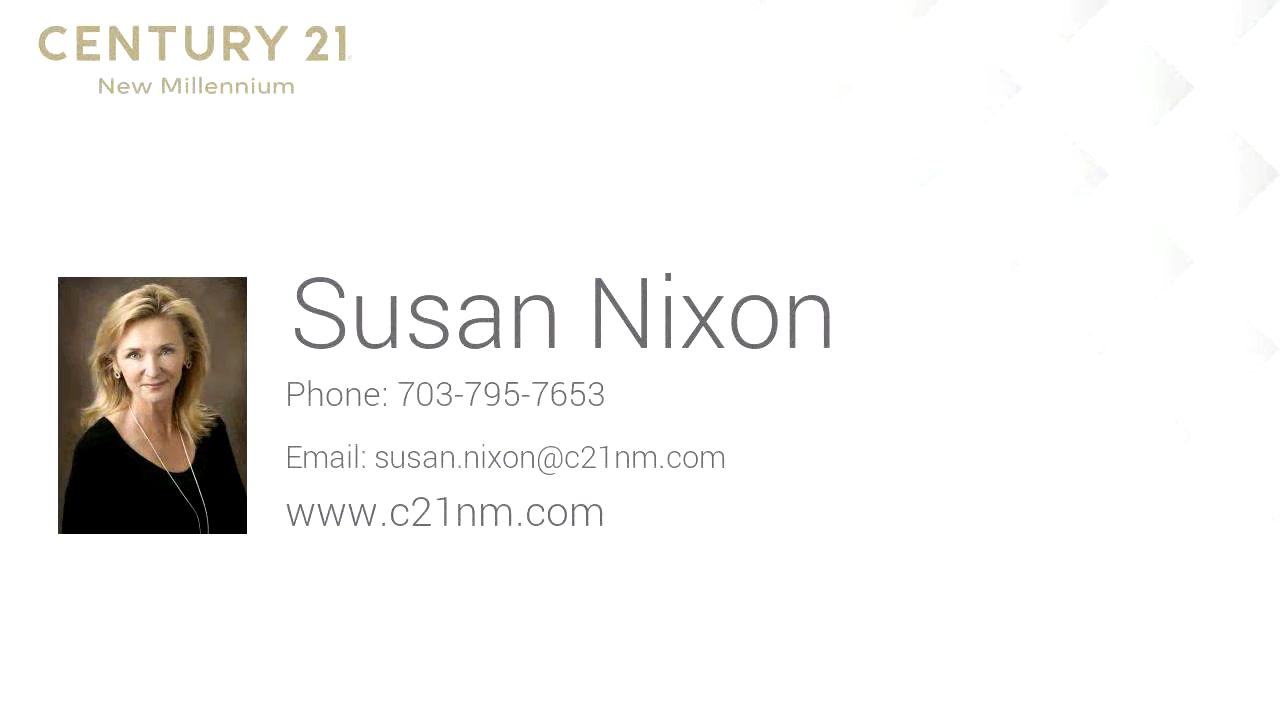 CENTURY 21
New Millennium
Susan Nixon
Phone: 703-795-7653
Email: susan.nixon@c21nm.com
www.c21nm.com